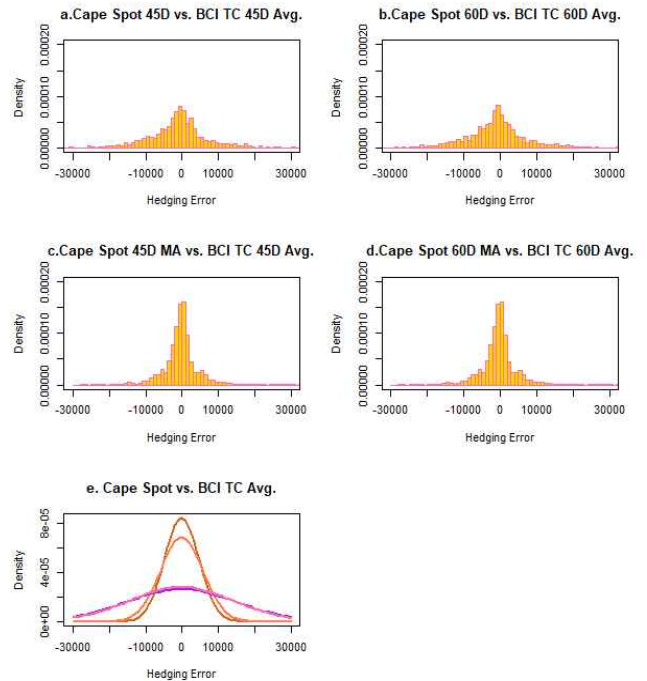 a.Cape Spot 45D vs. BCI TC 45D Avg.
Density
0.00000 0.00010 0.00020
-30000 -10000 0 10000 30000
Hedging Error
b.Cape Spot 60D vs. BCI TC 60D Avg.
Density
0.00000 0.00010 0.00020
-30000 -10000 0 10000 30000
Hedging Error
c.Cape Spot 45D MA vs. BCI TC 45D Avg.
Density
0.00000 0.00010 0.00020
-30000 -10000 0 10000 30000
Hedging Error
d.Cape Spot 60D MA vs. BCI TC 60D Avg.
Density
0.00000 0.00010 0.00020
-30000 -10000 0 10000 30000
Hedging Error
e. Cape Spot vs. BCI TC Avg.
Density
0e+00 4e-05 8e-05
-30000 -10000 0 10000 30000
Hedging Error